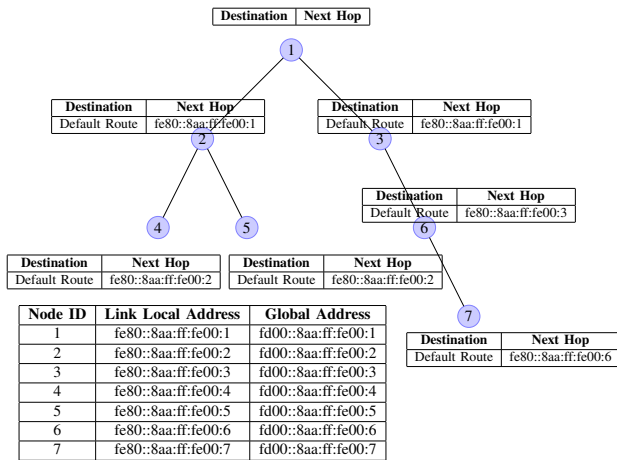 Destination Next Hop
1
Destination Next Hop
Default Route fe80::8aa:ff:fe00:1
2
Destination Next Hop
Default Route fe80::8aa:ff:fe00:1
3
Destination Next Hop
Default Route fe80::8aa:ff:fe00:3
6
4
5
Destination Next Hop
Default Route fe80::8aa:ff:fe00:2
Destination Next Hop
Default Route fe80::8aa:ff:fe00:2
7
Destination Next Hop
Default Route fe80::8aa:ff:fe00:6
Node ID Link Local Address Global Address
1 fe80::8aa:ff:fe00:1 fd00::8aa:ff:fe00:1
2 fe80::8aa:ff:fe00:2 fd00::8aa:ff:fe00:2
3 fe80::8aa:ff:fe00:3 fd00::8aa:ff:fe00:3
4 fe80::8aa:ff:fe00:4 fd00::8aa:ff:fe00:4
5 fe80::8aa:ff:fe00:5 fd00::8aa:ff:fe00:5
6 fe80::8aa:ff:fe00:6 fd00::8aa:ff:fe00:6
7 fe80::8aa:ff:fe00:7 fd00::8aa:ff:fe00:7